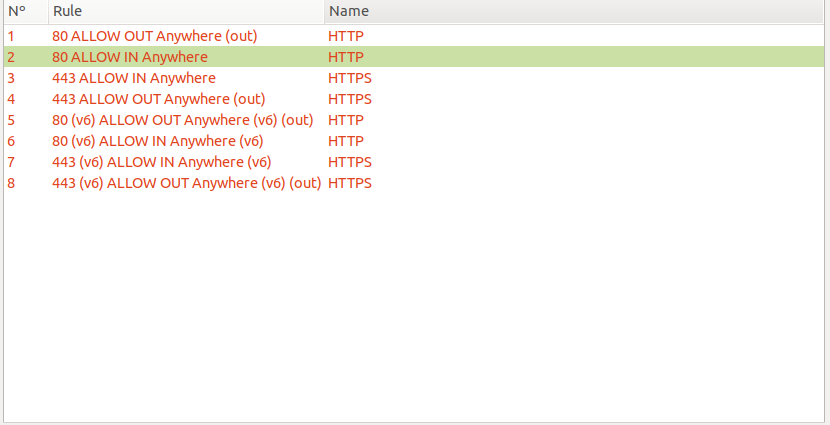 Nº Rule Name
1 80 ALLOW OUT Anywhere (out) HTTP
2 80 ALLOW IN Anywhere HTTP
3 443 ALLOW IN Anywhere HTTPS
4 443 ALLOW OUT Anywhere (out) HTTPS
5 80 (v6) ALLOW OUT Anywhere (v6) (out) HTTP
6 80 (v6) ALLOW IN Anywhere (v6) HTTP
7 443 (v6) ALLOW IN Anywhere (v6) HTTPS
8 443 (v6) ALLOW OUT Anywhere (v6) (out) HTTPS